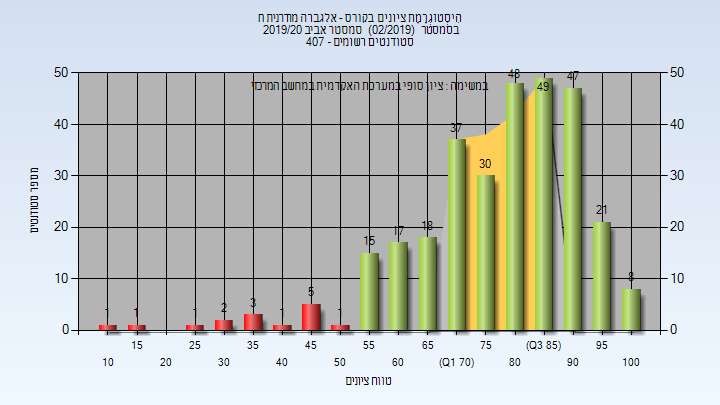 הִיסְטוֹגְרָמַת ציונים בקורס - אלגברה מודרנית ח
בסמסטר (02/2019) סמסטר אביב 2019/20
סטודנטים רשומים - 407
במשימה : ציון סופי במערכת האקדמית במחשב המרכזי
50 50
40 40
30 30
20 20
10 10
0 0
מספר סטודנטים
1 1 1 2 3 1 5 1 15 17 18 37 30 48 49 47 21 8
15 25 35 45 55 65 75 (Q3 85) 95
10 20 30 40 50 60 (Q1 70) 80 90 100
טווח ציונים